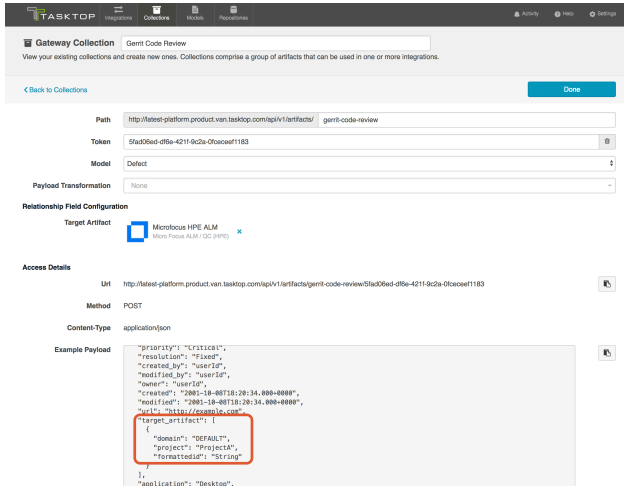 TASKTOP
Integrations
Collections
Models
Repositories
Activity
Help
Settings
Gateway Collection
Gerrit Code Review
View your existing collections and create new ones. Collections comprise a group of artifacts that can be used in one or more integrations.
Back to Collections
Done
Path http://latest-platform.product.van.tasktop.com/api/v1/artifacts/ gerrit-code-review
Token 5fad06ed-df6e-421f-9c2a-0fceceef1183
Model Defect
Payload Transformation None
Relationship Field Configuration
Target Artifact
Microfocus HPE ALM
Micro Focus ALM / QC (HPE)
Access Details
Url http://latest-platform.product.van.tasktop.com/api/v1/artifacts/gerrit-code-review/5fad06ed-df6e-421f-9c2a-0fceceef1183
Method POST
Content-Type application/json
Example Payload
"priority": "Critical",
"resolution": "Fixed",
"created_by": "userId",
"modified_by": "userId",
"owner": "userId",
"created": "2001-10-08T18:20:34.000+0000",
"modified": "2001-10-08T18:20:34.000+0000",
"url": "http://example.com",
"target_artifact": [
{
"domain": "DEFAULT",
"project": "ProjectA",
"formattedid": "String"
}
],
"application": "Desktop",